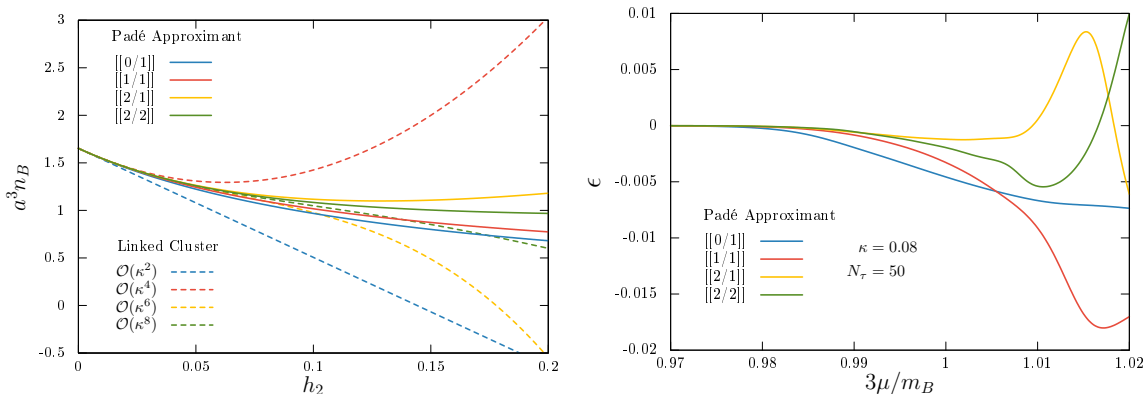 3
2.5
2
1.5
1
0.5
0
-0.5
a³n_B
Padé Approximant
[[0/1]]
[[1/1]]
[[2/1]]
[[2/2]]
Linked Cluster
𝒪(κ²)
𝒪(κ⁴)
𝒪(κ⁶)
𝒪(κ⁸)
0 0.05 0.1 0.15 0.2
h₂
0.01
0.005
0
-0.005
-0.01
-0.015
-0.02
ϵ
Padé Approximant
[[0/1]]
[[1/1]]
[[2/1]]
[[2/2]]
κ = 0.08
N_τ = 50
0.97 0.98 0.99 1 1.01 1.02
3μ/m_B